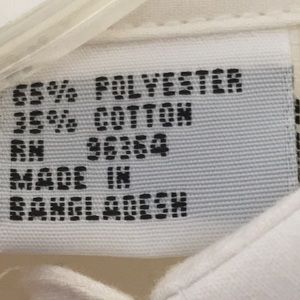 65% POLYESTER
35% COTTON
RN 96364
MADE IN
BANGLADESH